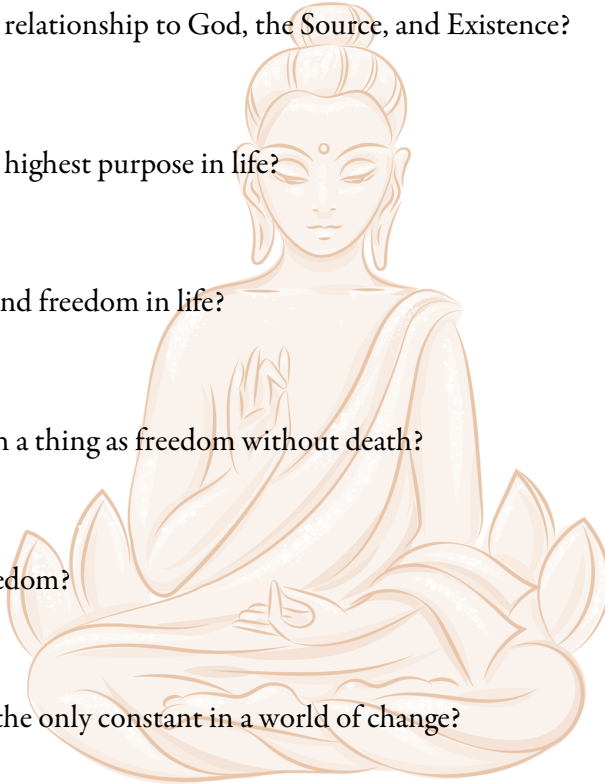 relationship to God, the Source, and Existence?
highest purpose in life?
nd freedom in life?
a thing as freedom without death?
edom?
the only constant in a world of change?